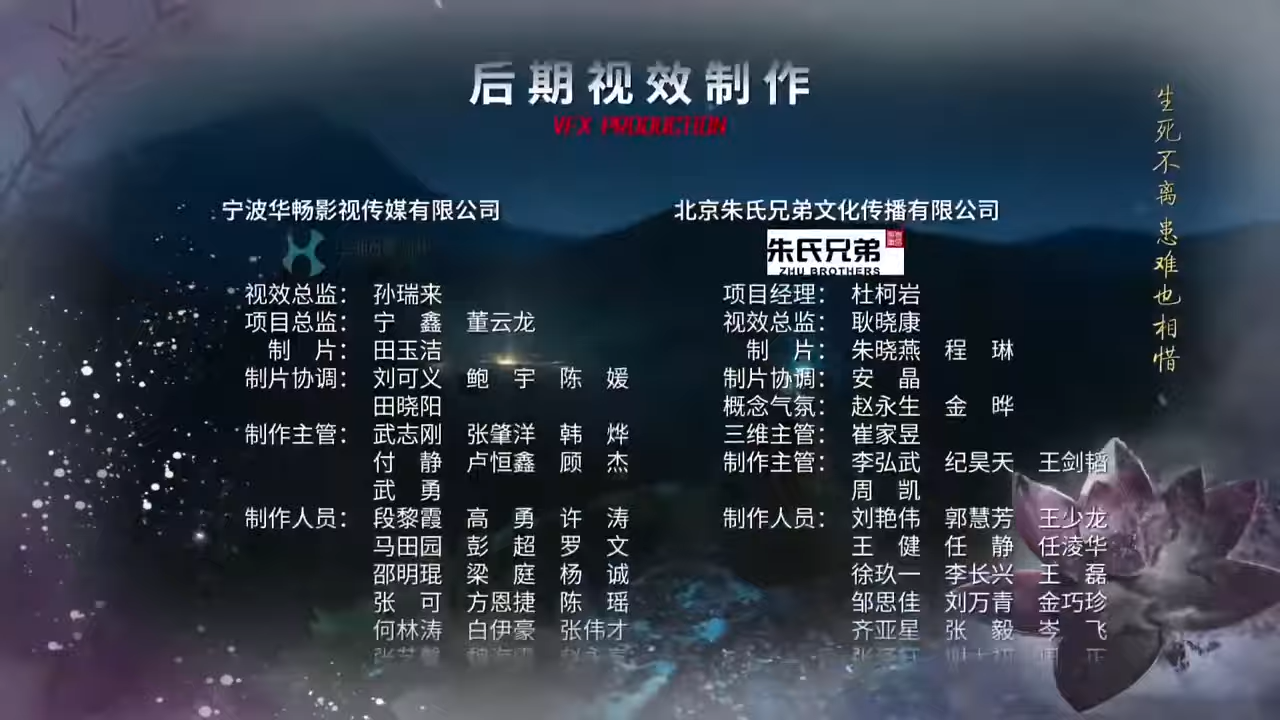 后期视效制作
VFX PRODUCTION
宁波华畅影视传媒有限公司
视效总监： 孙瑞来
项目总监： 宁 鑫 董云龙
制 片： 田玉洁
制片协调： 刘可义 鲍 宇 陈 媛
田晓阳
制作主管： 武志刚 张肇洋 韩 烨
付 静 卢恒鑫 顾 杰
武 勇
制作人员： 段黎霞 高 勇 许 涛
马田园 彭 超 罗 文
邵明琨 梁 庭 杨 诚
张 可 方恩捷 陈 瑶
何林涛 白伊豪 张伟才
北京朱氏兄弟文化传播有限公司
朱氏兄弟
ZHU BROTHERS
项目经理： 杜柯岩
视效总监： 耿晓康
制 片： 朱晓燕 程 琳
制片协调： 安 晶
概念气氛： 赵永生 金 晔
三维主管： 崔家昱
制作主管： 李弘武 纪昊天 王剑韬
周 凯
制作人员： 刘艳伟 郭慧芳 王少龙
王 健 任 静 任淩华
徐玖一 李长兴 王 磊
邹思佳 刘万青 金巧珍
齐亚星 张 毅 岑 飞
生死不离 患难也相惜